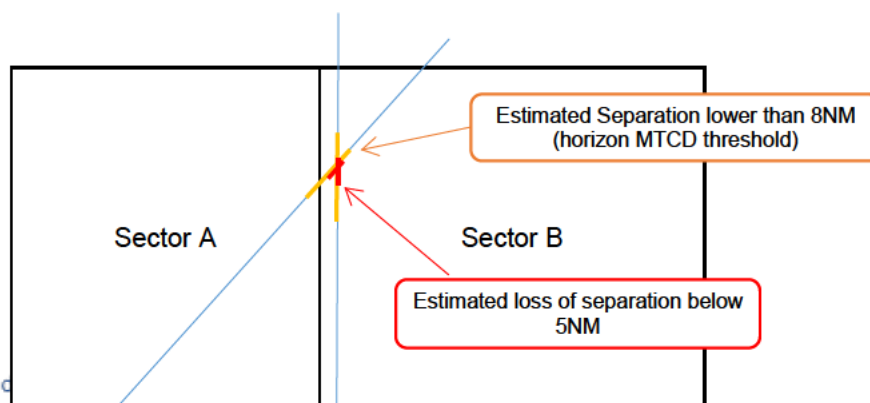 Estimated Separation lower than 8NM
(horizon MTCD threshold)
Sector A
Sector B
Estimated loss of separation below
5NM